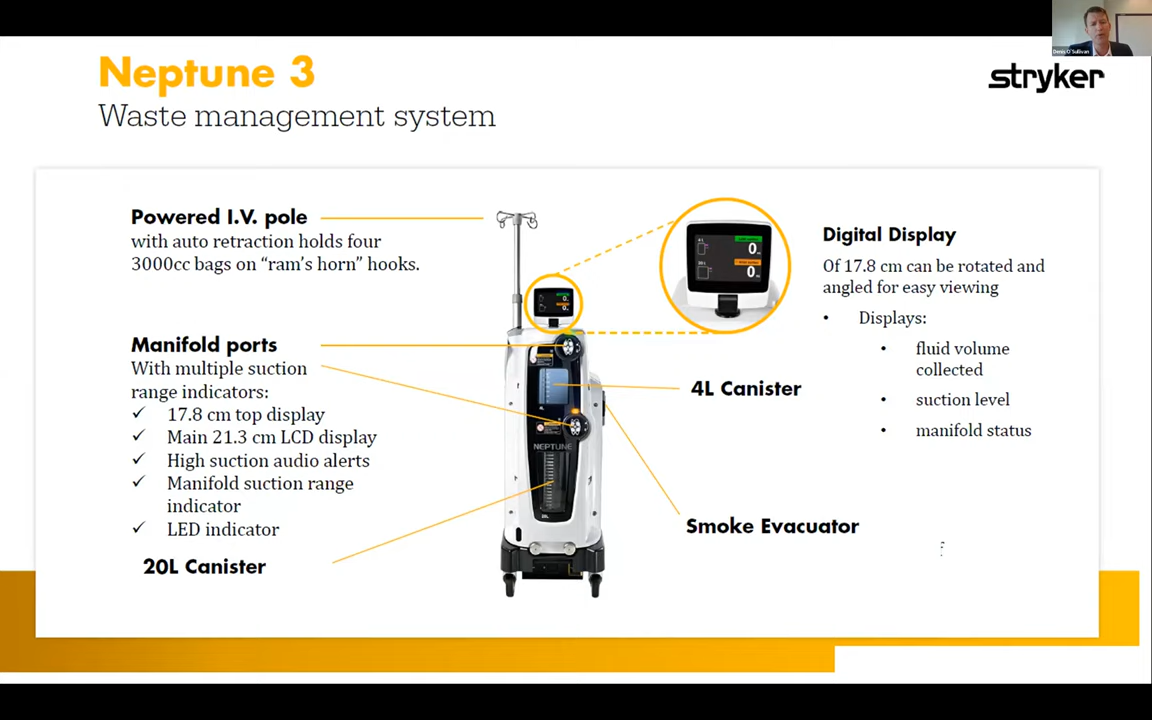 Neptune 3
Waste management system
stryker
Denis O'Sullivan
Powered I.V. pole
with auto retraction holds four
3000cc bags on “ram’s horn” hooks.
Manifold ports
With multiple suction
range indicators:
✓ 17.8 cm top display
✓ Main 21.3 cm LCD display
✓ High suction audio alerts
✓ Manifold suction range
indicator
✓ LED indicator
20L Canister
NEPTUNE
0
0
4L Canister
Smoke Evacuator
Digital Display
Of 17.8 cm can be rotated and
angled for easy viewing
• Displays:
• fluid volume
collected
• suction level
• manifold status